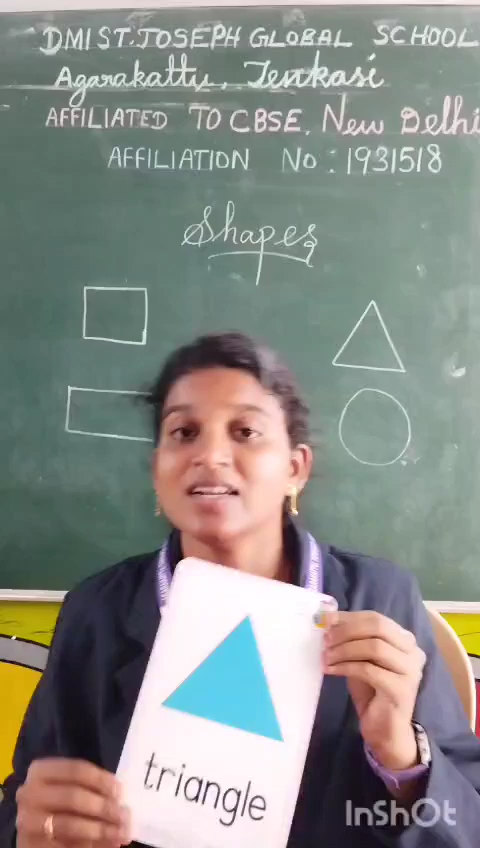 DMI ST. JOSEPH GLOBAL SCHOOL
Agarakattu, Tenkasi
AFFILIATED TO CBSE, New Delhi
AFFILIATION No : 1931518
Shapes
triangle
InShOt